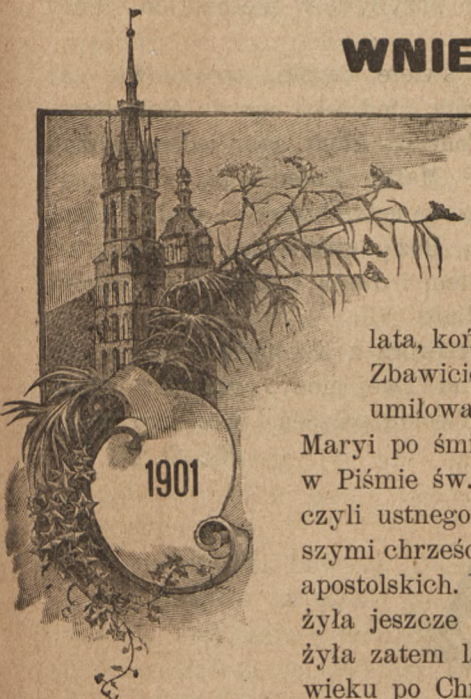 WNIE
1901
lata, koń
Zbawicie
umiłowa
Maryi po śmi
w Piśmie św.
czyli ustnego
szymi chrześc
apostolskich.
żyła jeszcze
żyła zatem l
wieku po Ch